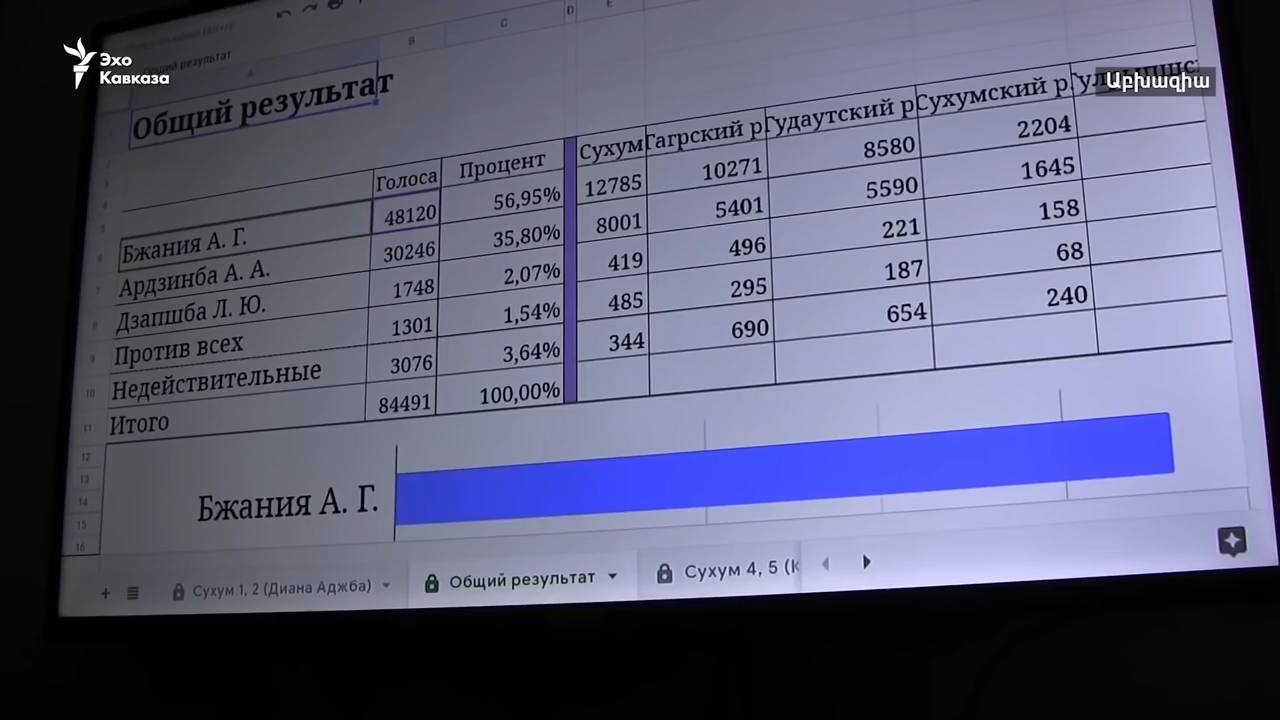 Эхо
Кавказа
Աբխազիա
A B C D E
Общий результат
Общий результат
Голоса Процент Сухум Гагрский р Гудаутский р Сухумский р.
Бжания А. Г. 48120 56,95% 12785 10271 8580 2204
Ардзинба А. А. 30246 35,80% 8001 5401 5590 1645
Дзапшба Л. Ю. 1748 2,07% 419 496 221 158
Против всех 1301 1,54% 485 295 187 68
Недействительные 3076 3,64% 344 690 654 240
Итого 84491 100,00%
Бжания А. Г.
Сухум 1, 2 (Диана Аджба) Общий результат Сухум 4, 5 (К